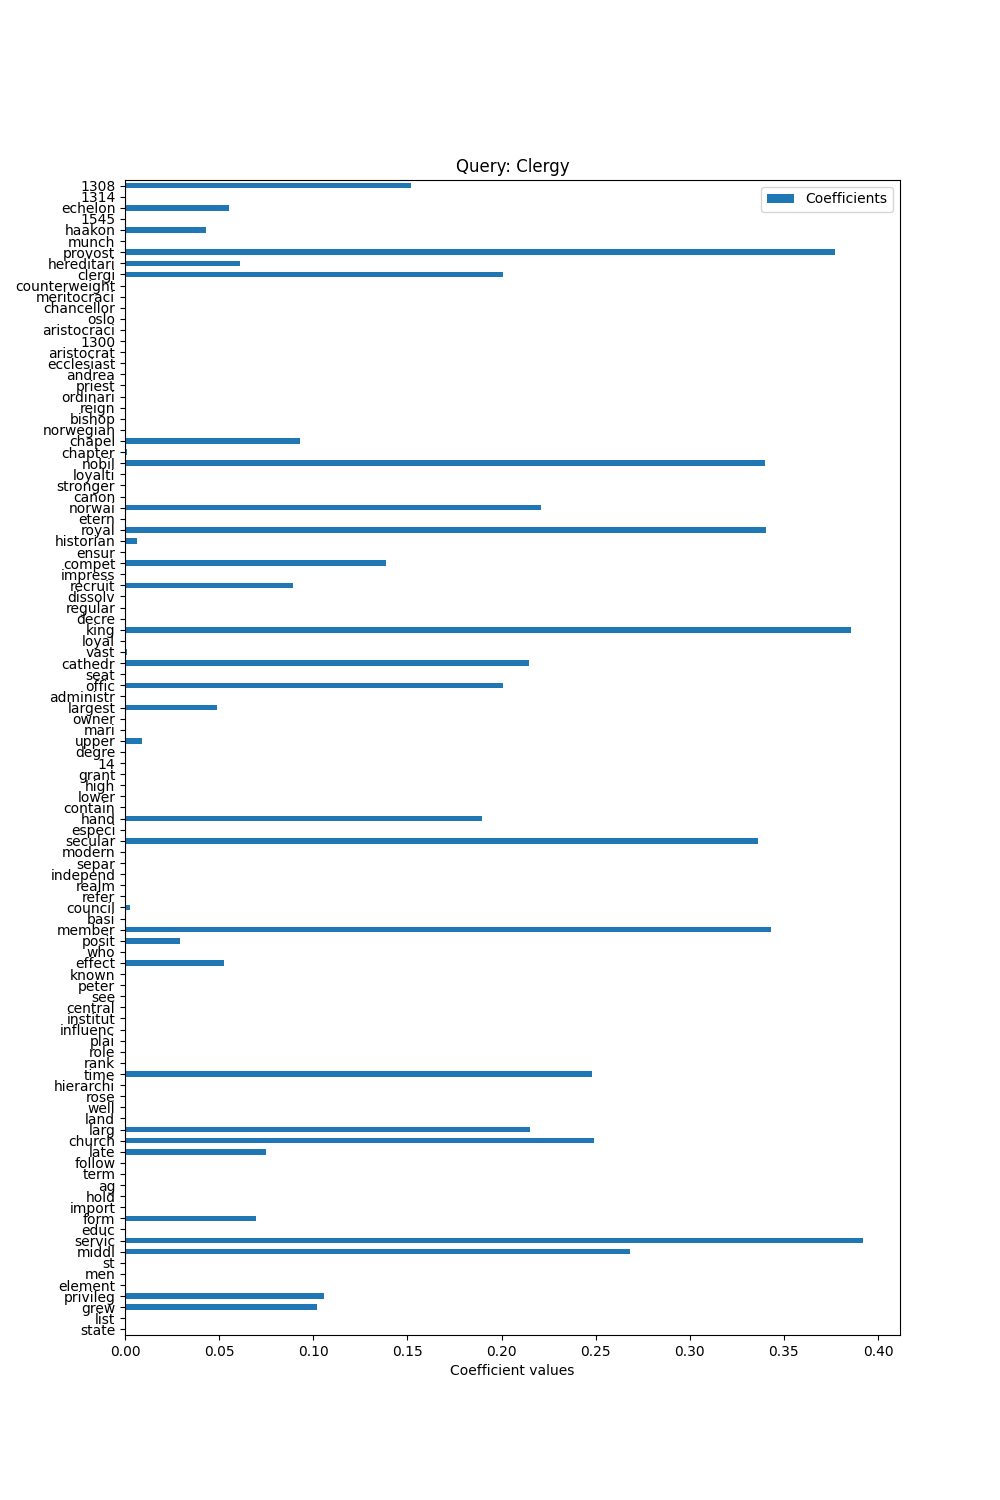 Query: Clergy
Coefficients
1308
1314
echelon
1545
haakon
munch
provost
hereditari
clergi
counterweight
meritocraci
chancellor
oslo
aristocraci
1300
aristocrat
ecclesiast
andrea
priest
ordinari
reign
bishop
norwegian
chapel
chapter
nobil
loyalti
stronger
canon
norwai
etern
royal
historian
ensur
compet
impress
recruit
dissolv
regular
decre
king
loyal
vast
cathedr
seat
offic
administr
largest
owner
mari
upper
degre
14
grant
high
lower
contain
hand
especi
secular
modern
separ
independ
realm
refer
council
basi
member
posit
who
effect
known
peter
see
central
institut
influenc
plai
role
rank
time
hierarchi
rose
well
land
larg
church
late
follow
term
ag
hold
import
form
educ
servic
middl
st
men
element
privileg
grew
list
state
0.00 0.05 0.10 0.15 0.20 0.25 0.30 0.35 0.40
Coefficient values